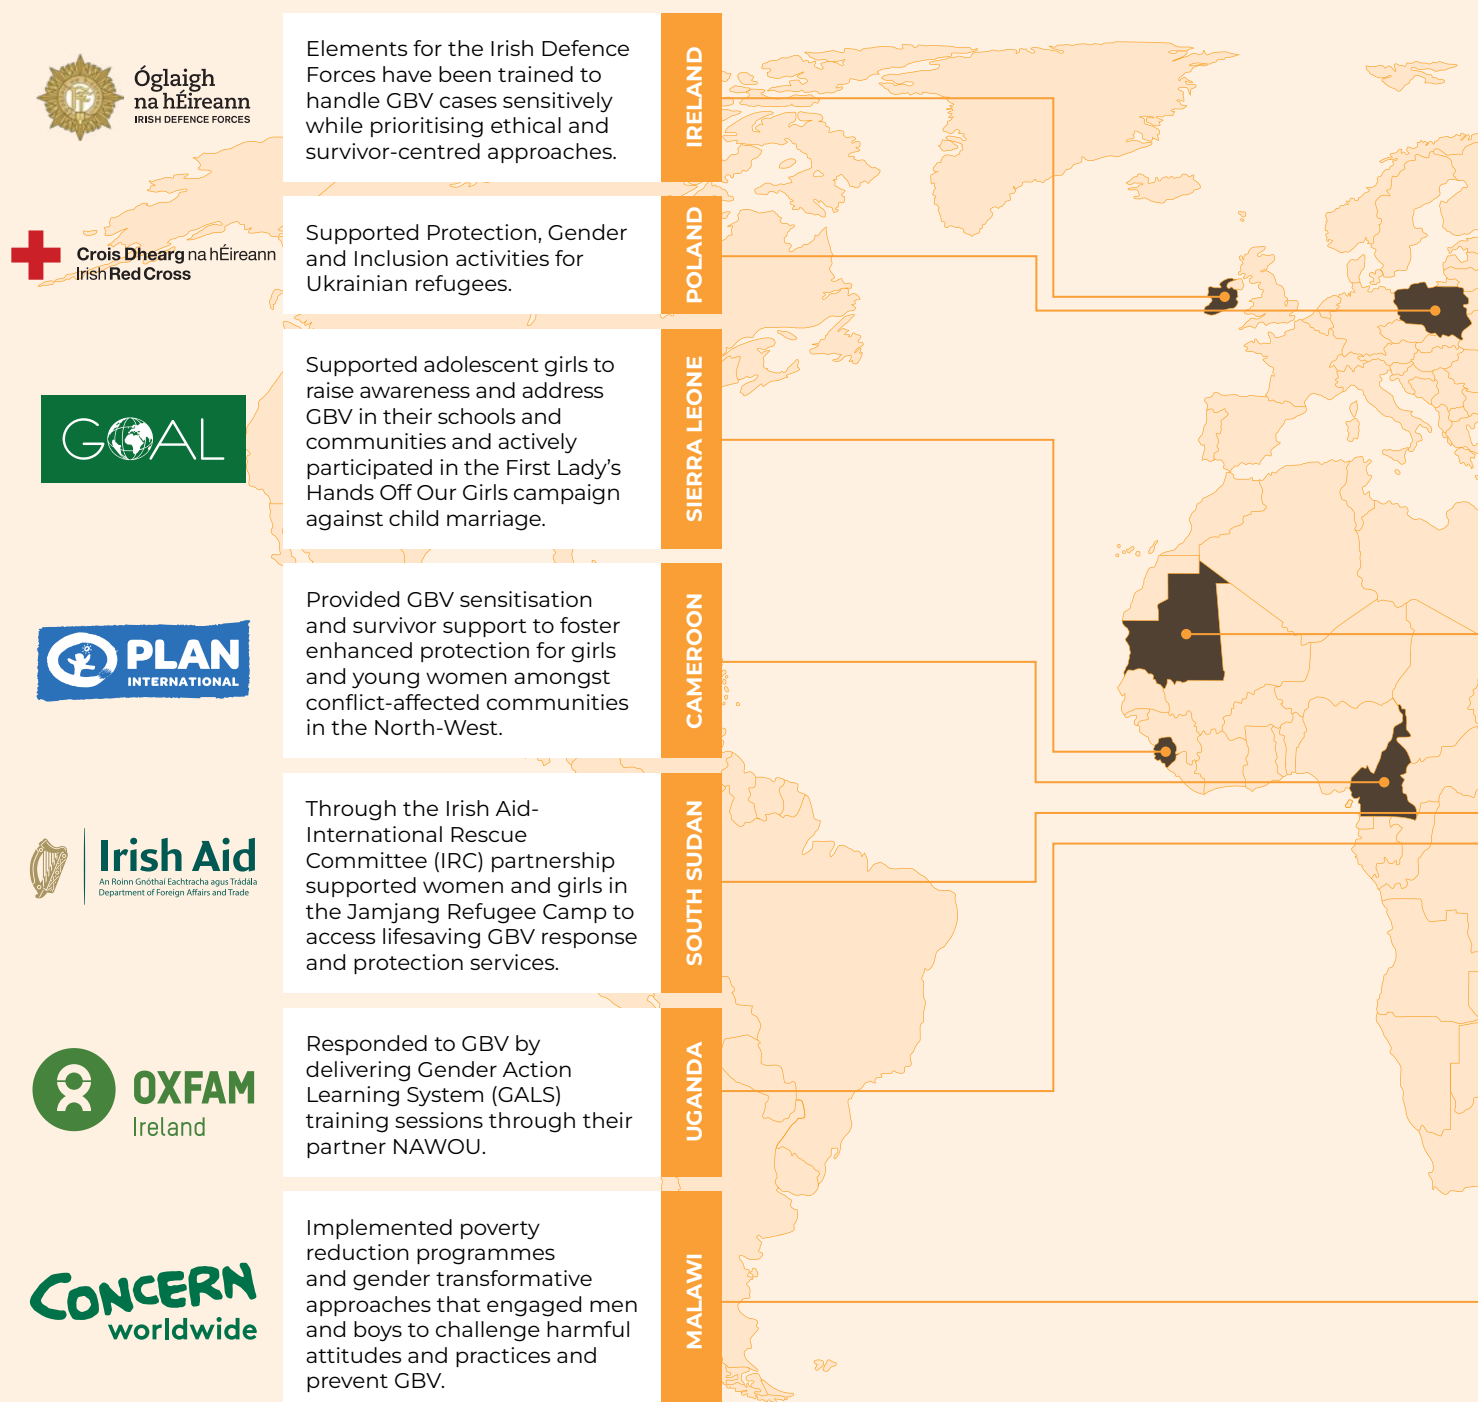 Óglaigh
na hÉireann
IRISH DEFENCE FORCES
Elements for the Irish Defence
Forces have been trained to
handle GBV cases sensitively
while prioritising ethical and
survivor-centred approaches.
IRELAND
Crois Dhearg na hÉireann
Irish Red Cross
Supported Protection, Gender
and Inclusion activities for
Ukrainian refugees.
POLAND
GOAL
Supported adolescent girls to
raise awareness and address
GBV in their schools and
communities and actively
participated in the First Lady’s
Hands Off Our Girls campaign
against child marriage.
SIERRA LEONE
PLAN
INTERNATIONAL
Provided GBV sensitisation
and survivor support to foster
enhanced protection for girls
and young women amongst
conflict-affected communities
in the North-West.
CAMEROON
Irish Aid
An Roinn Gnóthaí Eachtracha agus Trádála
Department of Foreign Affairs and Trade
Through the Irish Aid-
International Rescue
Committee (IRC) partnership
supported women and girls in
the Jamjang Refugee Camp to
access lifesaving GBV response
and protection services.
SOUTH SUDAN
OXFAM
Ireland
Responded to GBV by
delivering Gender Action
Learning System (GALS)
training sessions through their
partner NAWOU.
UGANDA
CONCERN
worldwide
Implemented poverty
reduction programmes
and gender transformative
approaches that engaged men
and boys to challenge harmful
attitudes and practices and
prevent GBV.
MALAWI